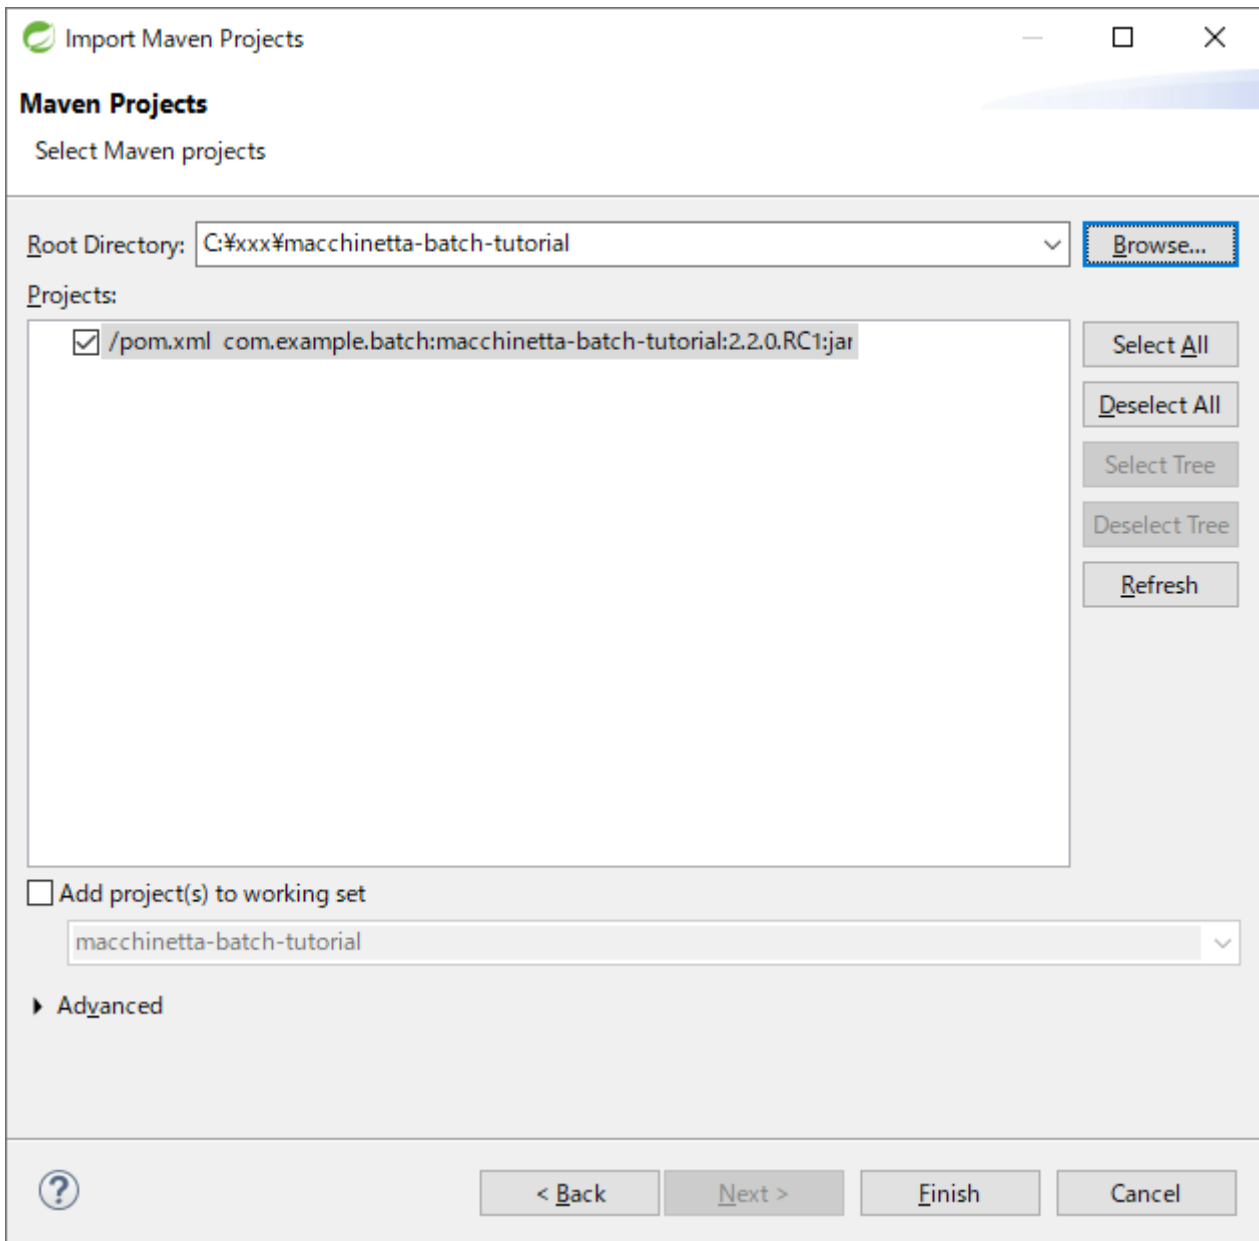 Import Maven Projects
Maven Projects
Select Maven projects
Root Directory: C:¥xxx¥macchinetta-batch-tutorial Browse...
Projects:
/pom.xml com.example.batch:macchinetta-batch-tutorial:2.2.0.RC1:jar
Select All
Deselect All
Select Tree
Deselect Tree
Refresh
Add project(s) to working set
macchinetta-batch-tutorial
Advanced
? < Back Next > Finish Cancel